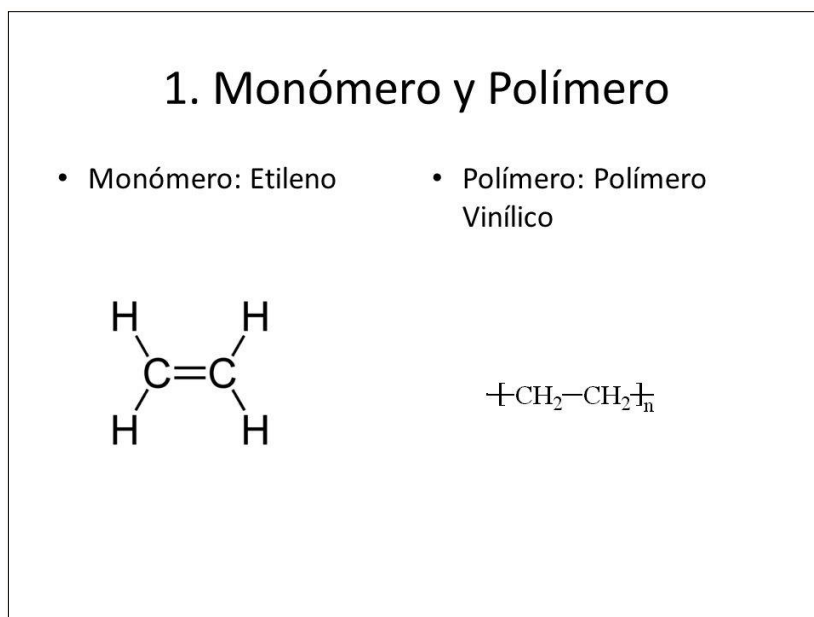 1. Monómero y Polímero
• Monómero: Etileno
• Polímero: Polímero
Vinílico
H H
C=C
H H
-[-CH₂-CH₂-]-ₙ